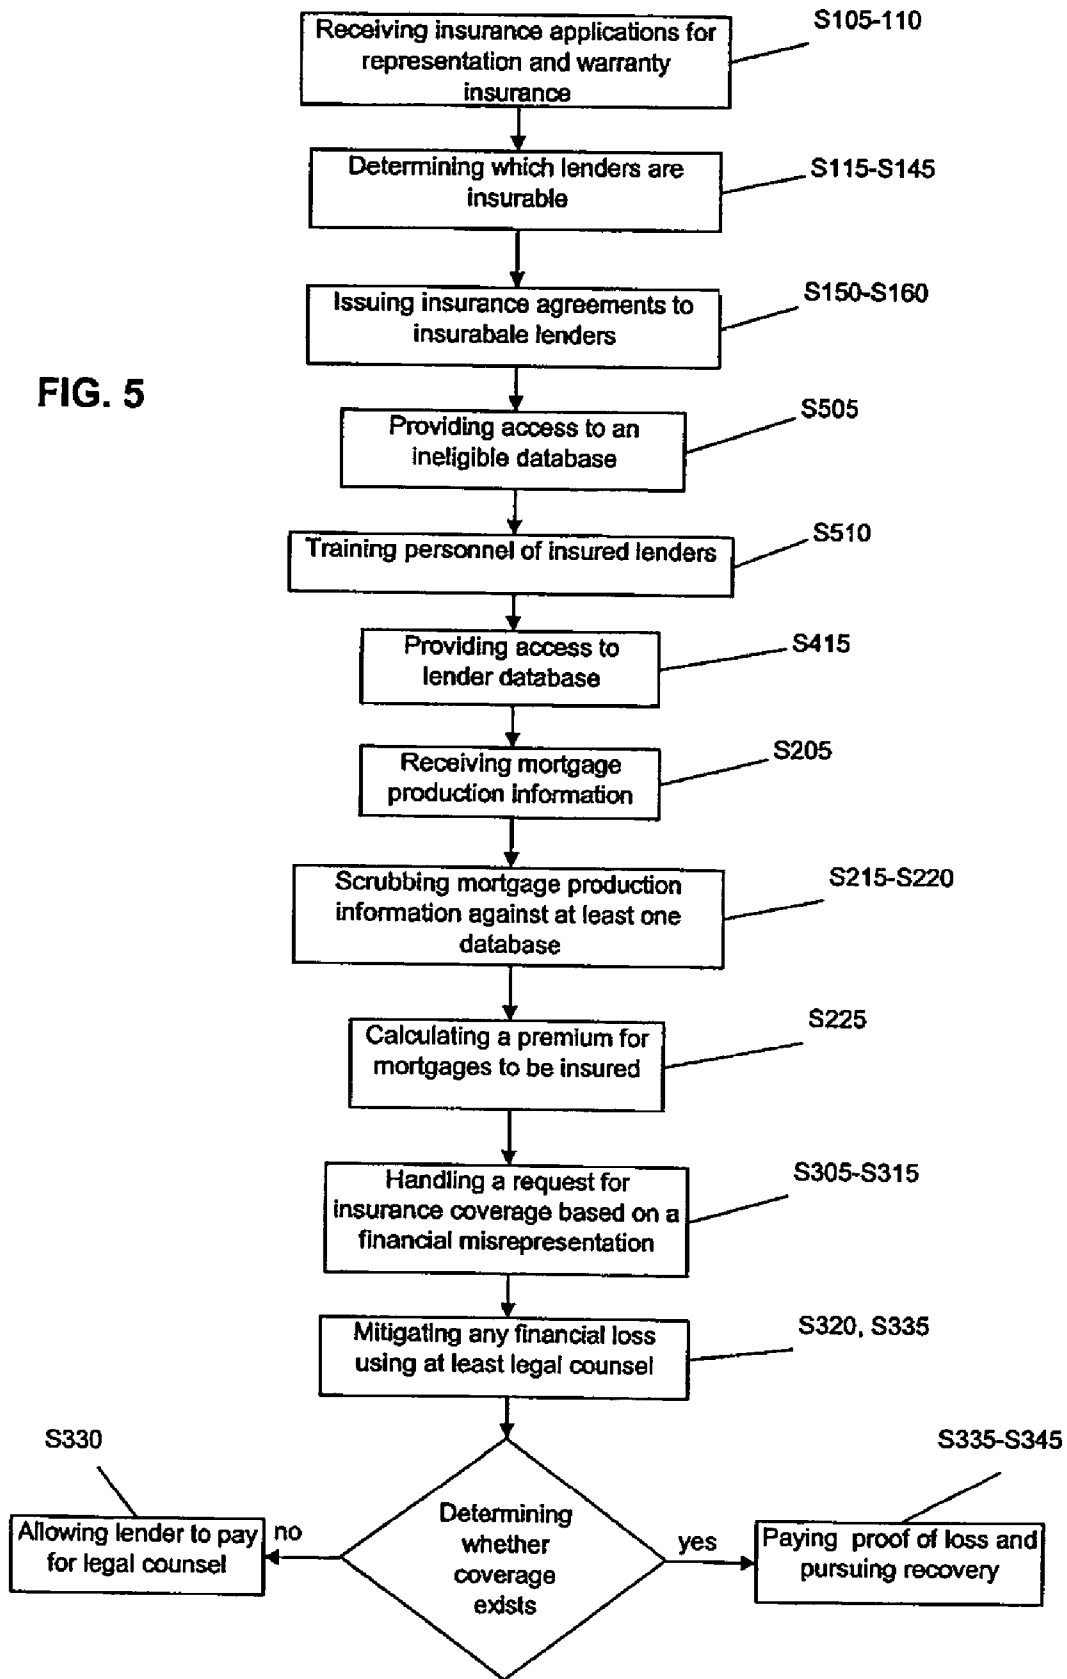 Receiving insurance applications for
representation and warranty
insurance
S105-110
Determining which lenders are
insurable
S115-S145
Issuing insurance agreements to
insurabale lenders
S150-S160
FIG. 5
Providing access to an
ineligible database
S505
Training personnel of insured lenders
S510
Providing access to
lender database
S415
Receiving mortgage
production information
S205
Scrubbing mortgage production
information against at least one
database
S215-S220
Calculating a premium for
mortgages to be insured
S225
Handling a request for
insurance coverage based on a
financial misrepresentation
S305-S315
Mitigating any financial loss
using at least legal counsel
S320, S335
S330
Allowing lender to pay
for legal counsel
no
Determining
whether
coverage
exists
yes
S335-S345
Paying proof of loss and
pursuing recovery